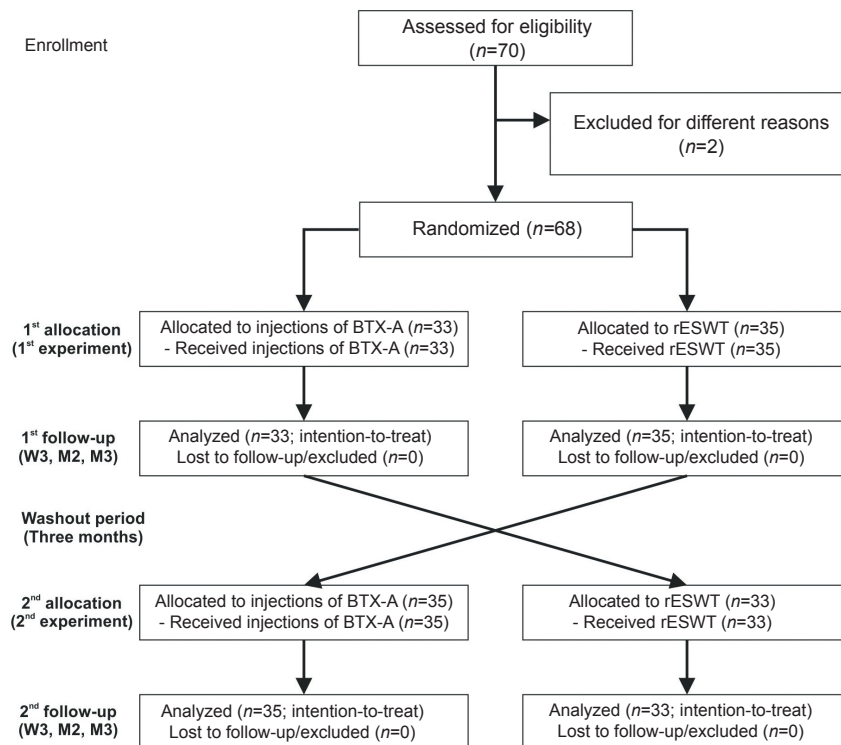 Enrollment
Assessed for eligibility
(n=70)
Excluded for different reasons
(n=2)
Randomized (n=68)
1st allocation
(1st experiment)
Allocated to injections of BTX-A (n=33)
- Received injections of BTX-A (n=33)
Allocated to rESWT (n=35)
- Received rESWT (n=35)
1st follow-up
(W3, M2, M3)
Analyzed (n=33; intention-to-treat)
Lost to follow-up/excluded (n=0)
Analyzed (n=35; intention-to-treat)
Lost to follow-up/excluded (n=0)
Washout period
(Three months)
2nd allocation
(2nd experiment)
Allocated to injections of BTX-A (n=35)
- Received injections of BTX-A (n=35)
Allocated to rESWT (n=33)
- Received rESWT (n=33)
2nd follow-up
(W3, M2, M3)
Analyzed (n=35; intention-to-treat)
Lost to follow-up/excluded (n=0)
Analyzed (n=33; intention-to-treat)
Lost to follow-up/excluded (n=0)